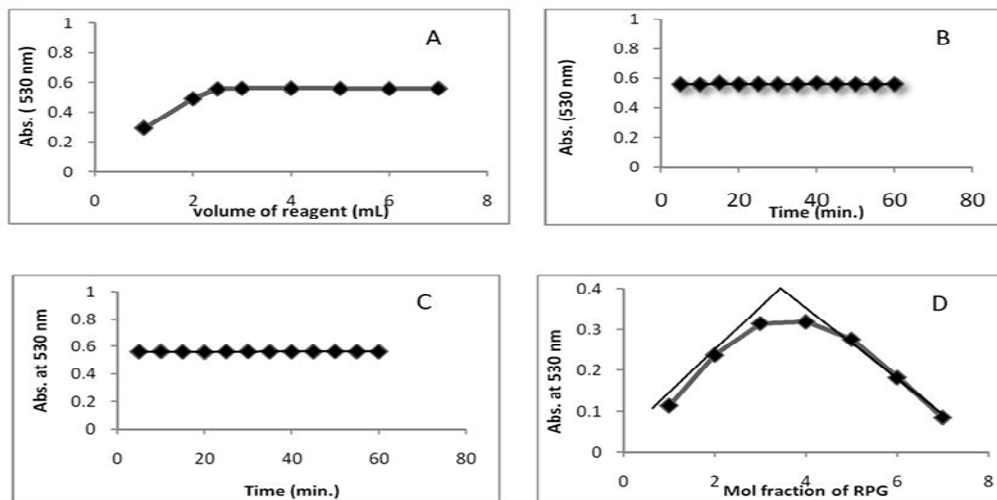 A
Abs. ( 530 nm)
1
0.8
0.6
0.4
0.2
0
0 2 4 6 8
volume of reagent (mL)
B
Abs. (530 nm)
1
0.8
0.6
0.4
0.2
0
0 20 40 60 80
Time (min.)
C
Abs. at 530 nm
1
0.8
0.6
0.4
0.2
0
0 20 40 60 80
Time (min.)
D
Abs. at 530 nm
0.4
0.3
0.2
0.1
0
0 2 4 6 8
Mol fraction of RPG